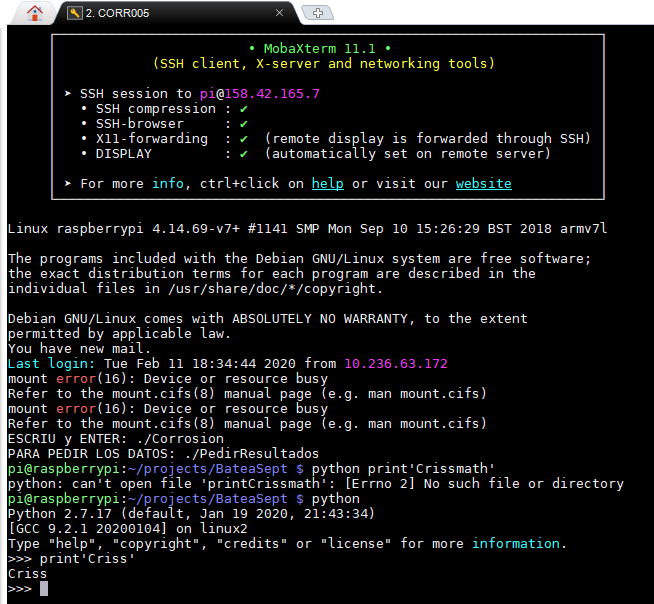 2. CORR005
• MobaXterm 11.1 •
(SSH client, X-server and networking tools)
➤ SSH session to pi@158.42.165.7
• SSH compression : ✔
• SSH-browser : ✔
• X11-forwarding : ✔ (remote display is forwarded through SSH)
• DISPLAY : ✔ (automatically set on remote server)
➤ For more info, ctrl+click on help or visit our website
Linux raspberrypi 4.14.69-v7+ #1141 SMP Mon Sep 10 15:26:29 BST 2018 armv7l
The programs included with the Debian GNU/Linux system are free software;
the exact distribution terms for each program are described in the
individual files in /usr/share/doc/*/copyright.
Debian GNU/Linux comes with ABSOLUTELY NO WARRANTY, to the extent
permitted by applicable law.
You have new mail.
Last login: Tue Feb 11 18:34:44 2020 from 10.236.63.172
mount error(16): Device or resource busy
Refer to the mount.cifs(8) manual page (e.g. man mount.cifs)
mount error(16): Device or resource busy
Refer to the mount.cifs(8) manual page (e.g. man mount.cifs)
ESCRIU y ENTER: ./Corrosion
PARA PEDIR LOS DATOS: ./PedirResultados
pi@raspberrypi:~/projects/BateaSept $ python print'Crissmath'
python: can't open file 'printCrissmath': [Errno 2] No such file or directory
pi@raspberrypi:~/projects/BateaSept $ python
Python 2.7.17 (default, Jan 19 2020, 21:43:34)
[GCC 9.2.1 20200104] on linux2
Type "help", "copyright", "credits" or "license" for more information.
>>> print'Criss'
Criss
>>>